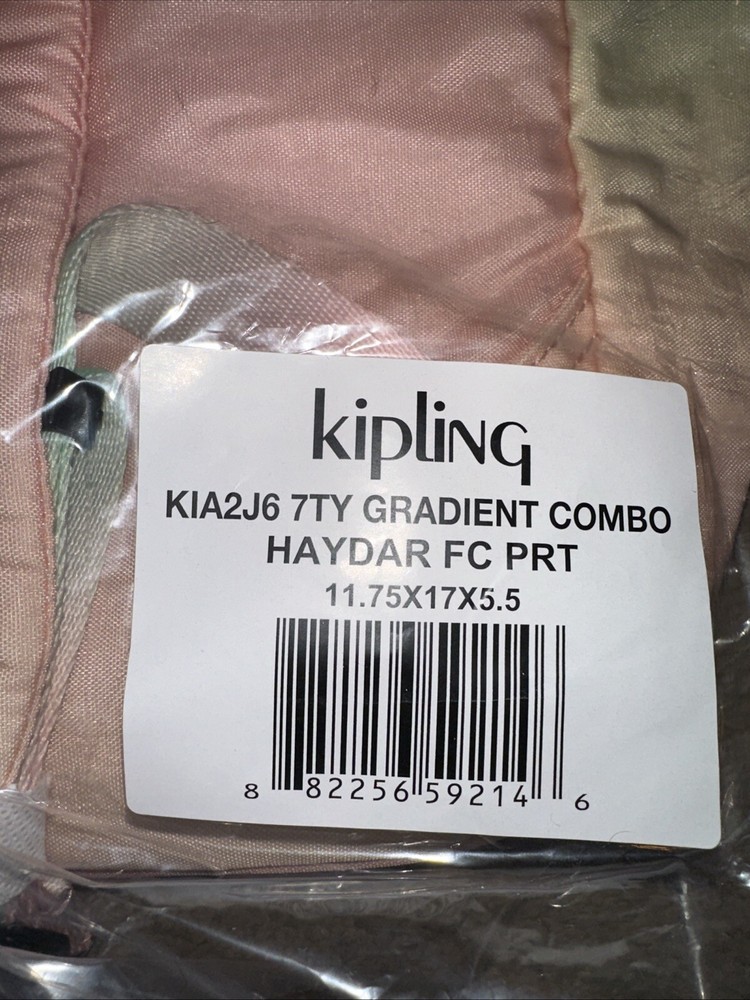 kipling
KIA2J6 7TY GRADIENT COMBO
HAYDAR FC PRT
11.75X17X5.5
8 82256 59214 6